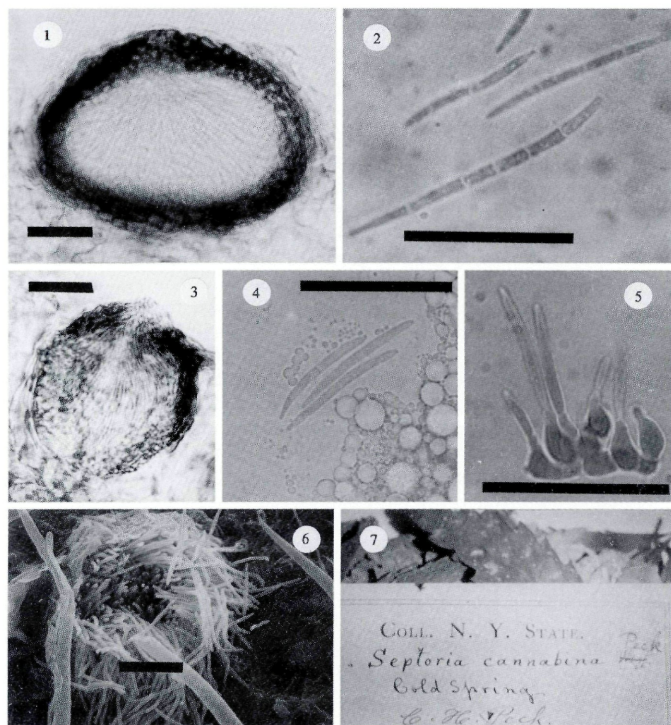 1
2
3
4
5
6
7
COLL. N. Y. STATE.
Septoria cannabina Peck
Cold Spring
C. H. Peck